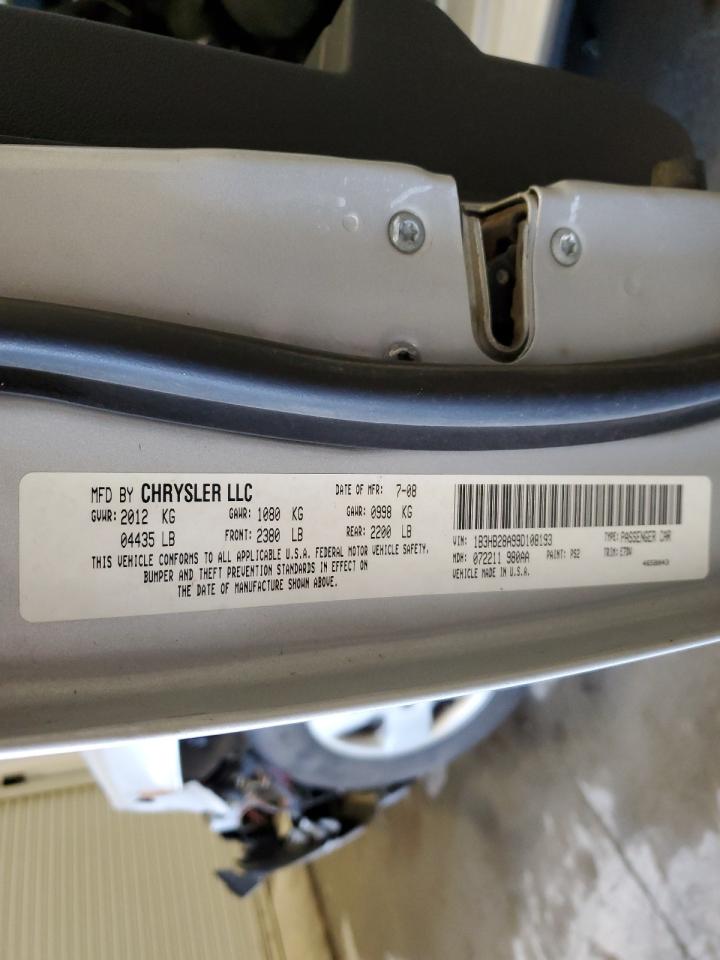 MFD BY CHRYSLER LLC DATE OF MFR: 7-08
GVWR: 2012 KG GAWR: 1080 KG GAWR: 0998 KG
04435 LB FRONT: 2380 LB REAR: 2200 LB
THIS VEHICLE CONFORMS TO ALL APPLICABLE U.S.A. FEDERAL MOTOR VEHICLE SAFETY,
BUMPER AND THEFT PREVENTION STANDARDS IN EFFECT ON
THE DATE OF MANUFACTURE SHOWN ABOVE.
VIN: 1B3HB28A99D108193 TYPE: PASSENGER CAR
MDH: 072211 980AA PAINT: PS2 TRIM:
VEHICLE MADE IN U.S.A.